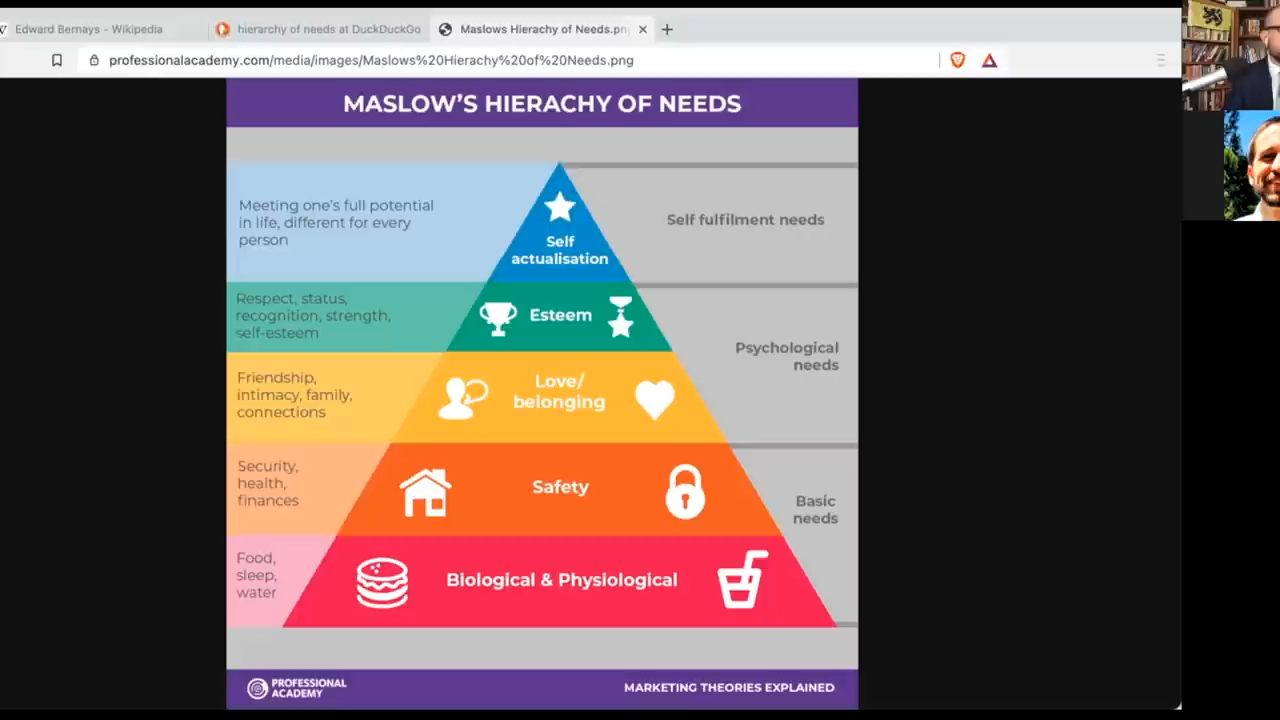 Edward Bernays – Wikipedia
hierarchy of needs at DuckDuckGo
Maslows Hierarchy of Needs.pn
professionalacademy.com/media/images/Maslows%20Hierachy%20of%20Needs.png
MASLOW'S HIERACHY OF NEEDS
Meeting one's full potential
in life, different for every
person
Self
actualisation
Self fulfilment needs
Respect, status,
recognition, strength,
self-esteem
Esteem
Psychological
needs
Friendship,
intimacy, family,
connections
Love/
belonging
Security,
health,
finances
Safety
Basic
needs
Food,
sleep,
water
Biological & Physiological
PROFESSIONAL
ACADEMY
MARKETING THEORIES EXPLAINED